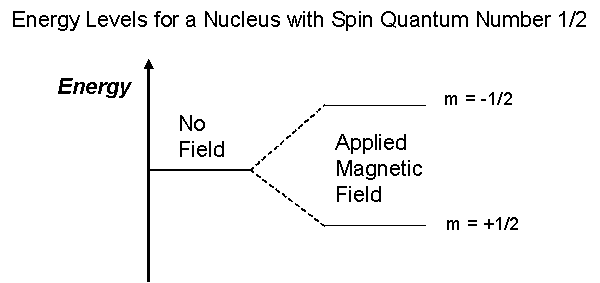 Energy Levels for a Nucleus with Spin Quantum Number 1/2
Energy
No
Field
Applied
Magnetic
Field
m = -1/2
m = +1/2